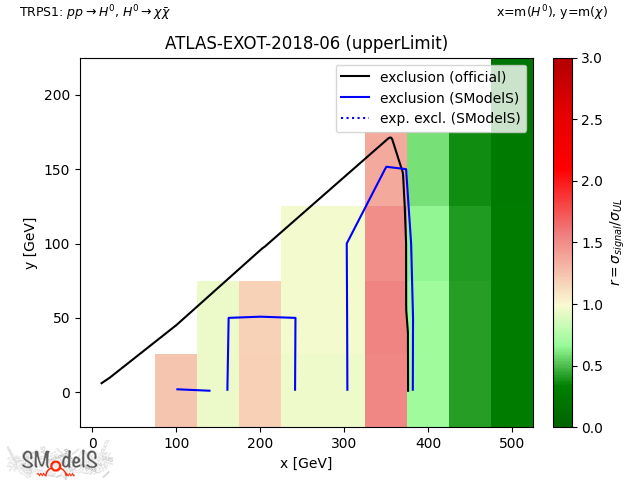 TRPS1: pp → H⁰, H⁰ → χχ̄
x=m(H⁰), y=m(χ)
ATLAS-EXOT-2018-06 (upperLimit)
exclusion (official)
exclusion (SModelS)
exp. excl. (SModelS)
y [GeV]
200
150
100
50
0
0 100 200 300 400 500
x [GeV]
3.0
2.5
2.0
1.5
1.0
0.5
0.0
r = σsignal/σUL
SModelS